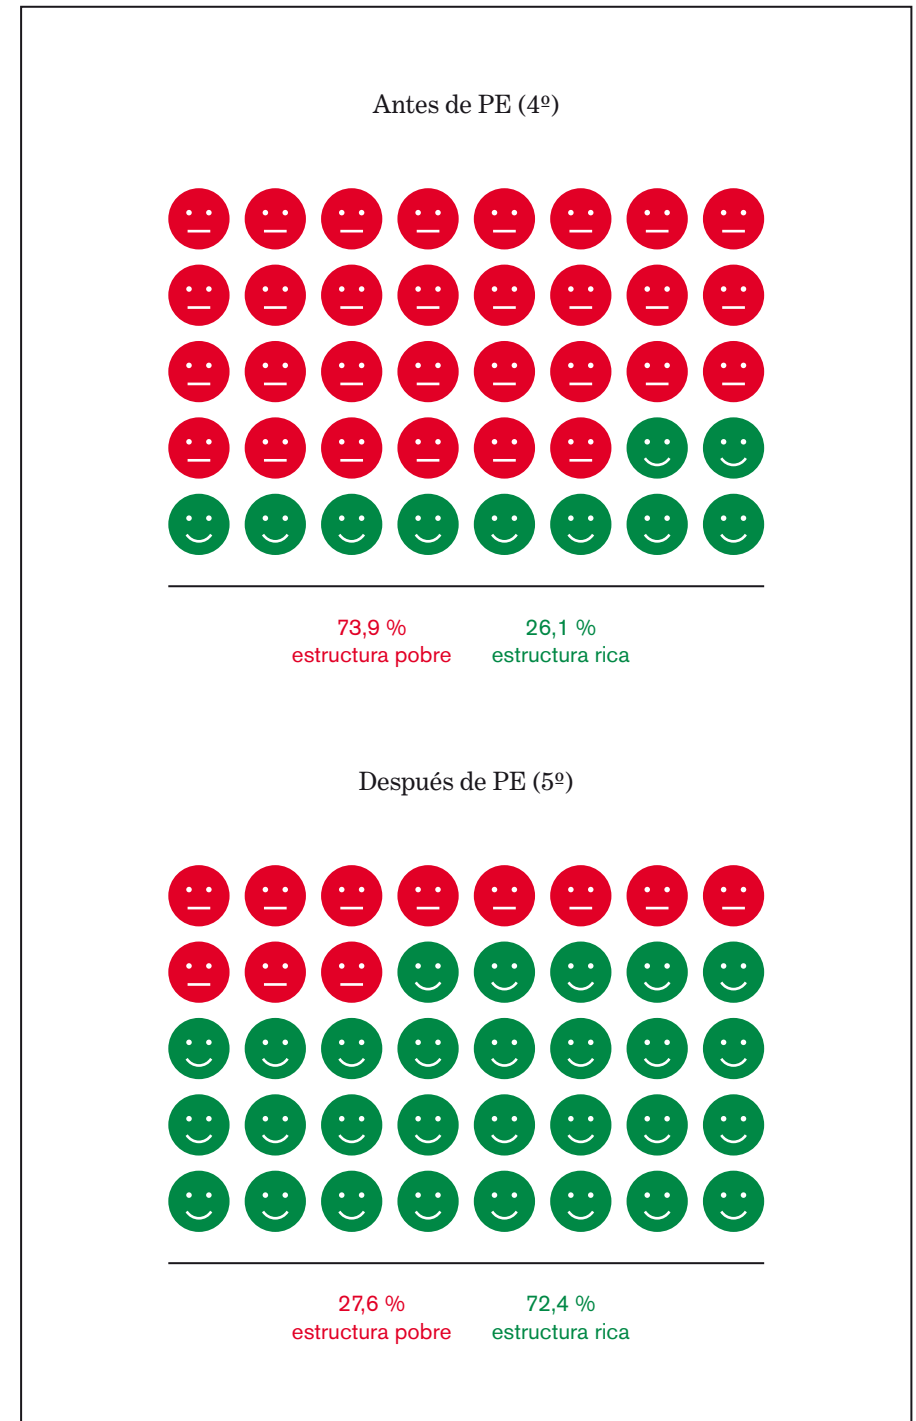 Antes de PE (4º)
73,9 % 26,1 %
estructura pobre estructura rica
Después de PE (5º)
27,6 % 72,4 %
estructura pobre estructura rica